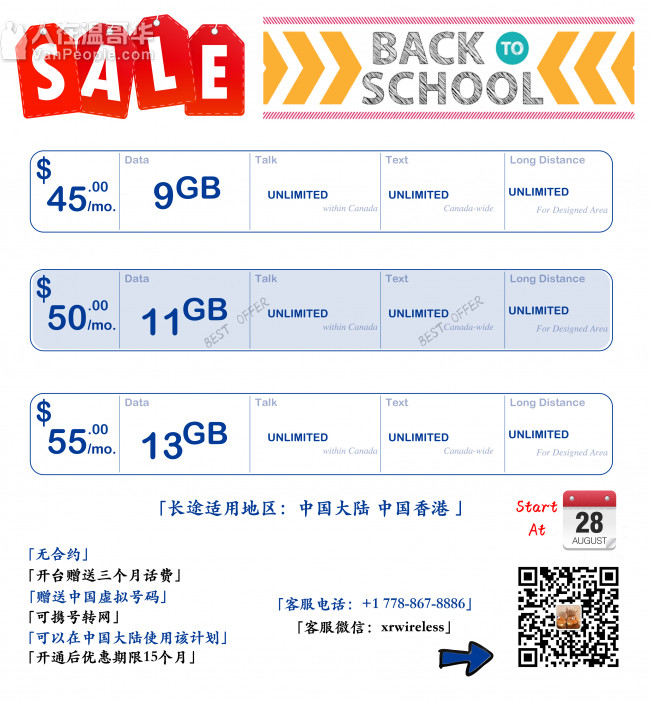 人在温哥华
vanPeople.com
SALE
BACK TO
SCHOOL
$ 45.00/mo.
Data
9GB
Talk
UNLIMITED
within Canada
Text
UNLIMITED
Canada-wide
Long Distance
UNLIMITED
For Designed Area
$ 50.00/mo.
Data
11GB
BEST OFFER
Talk
UNLIMITED
within Canada
Text
UNLIMITED
Canada-wide
BEST OFFER
Long Distance
UNLIMITED
For Designed Area
$ 55.00/mo.
Data
13GB
Talk
UNLIMITED
within Canada
Text
UNLIMITED
Canada-wide
Long Distance
UNLIMITED
For Designed Area
「长途适用地区：中国大陆 中国香港 」
Start
At
28
AUGUST
「无合约」
「开台赠送三个月话费」
「赠送中国虚拟号码」
「可携号转网」
「可以在中国大陆使用该计划」
「开通后优惠期限15个月」
「客服电话：+1 778-867-8886」
「客服微信：xrwireless」